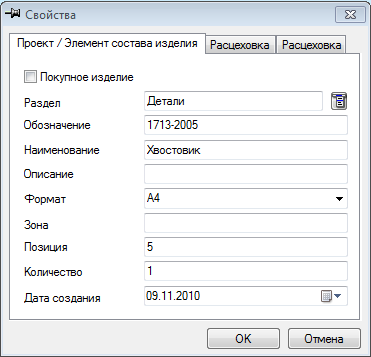 Свойства
Проект / Элемент состава изделия Расцеховка Расцеховка
Покупное изделие
Раздел Детали
Обозначение 1713-2005
Наименование Хвостовик
Описание
Формат А4
Зона
Позиция 5
Количество 1
Дата создания 09.11.2010
OK Отмена